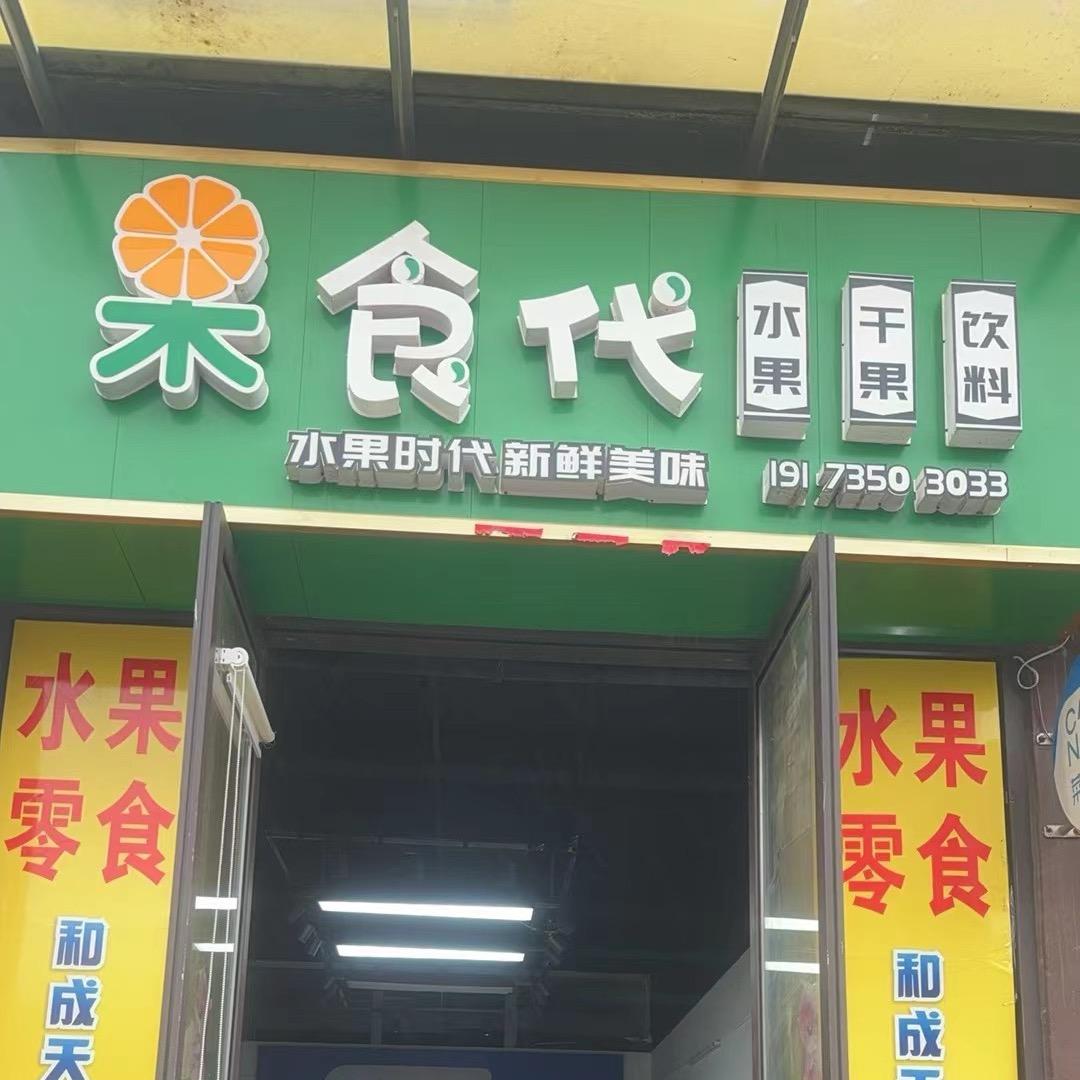 果食代
水果
干果
饮料
水果时代新鲜美味
191 7350 3033
水果
零食
和成天
水果
零食
和成